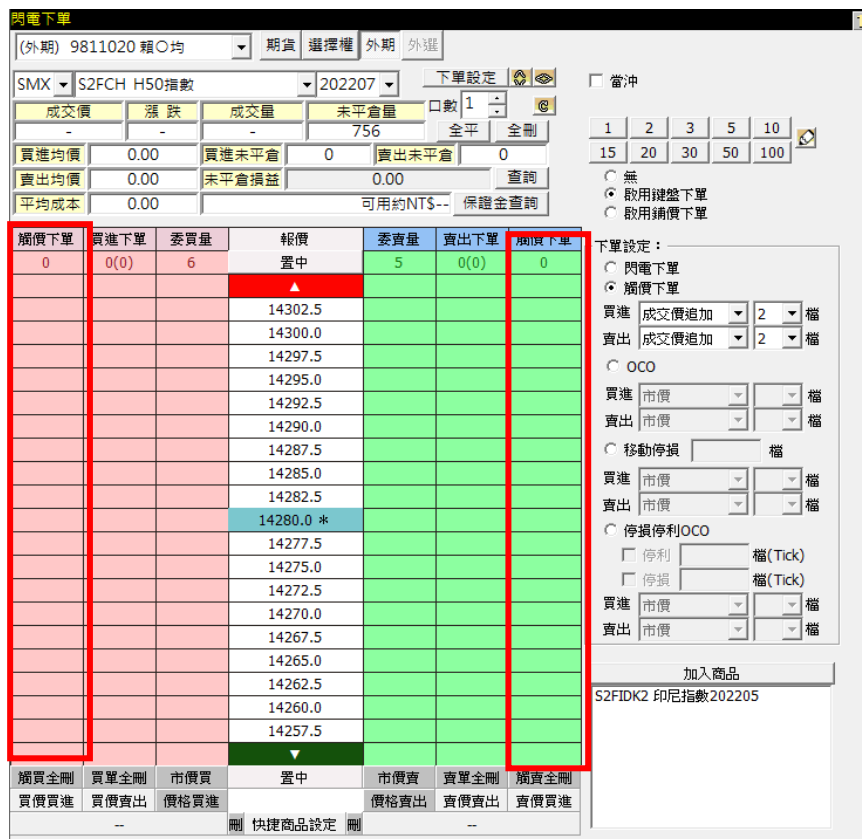 閃電下單
(外期) 9811020 賴○均 期貨 選擇權 外期 外選
SMX S2FCH H50指數 202207 下單設定
當沖
成交價 漲 跌 成交量 未平倉量 口數 1
- - - 756 全平 全刪
1 2 3 5 10
買進均價 0.00 買進未平倉 0 賣出未平倉 0
15 20 30 50 100
賣出均價 0.00 未平倉損益 0.00 查詢
無
啟用鍵盤下單
平均成本 0.00 可用約NT$-- 保證金查詢
啟用鋪價下單
觸價下單 買進下單 委買量 報價 委賣量 賣出下單 觸價下單
0 0(0) 6 置中 5 0(0) 0
▲
14302.5
14300.0
14297.5
14295.0
14292.5
14290.0
14287.5
14285.0
14282.5
14280.0 *
14277.5
14275.0
14272.5
14270.0
14267.5
14265.0
14262.5
14260.0
14257.5
▼
觸買全刪 買單全刪 市價買 置中 市價賣 賣單全刪 觸賣全刪
買價買進 買價賣出 價格買進 價格賣出 賣價賣出 賣價買進
-- 刪 快捷商品設定 刪 --
下單設定：
閃電下單
觸價下單
買進 成交價追加 2 檔
賣出 成交價追加 2 檔
OCO
買進 市價 檔
賣出 市價 檔
移動停損 檔
買進 市價 檔
賣出 市價 檔
停損停利OCO
停利 檔(Tick)
停損 檔(Tick)
買進 市價 檔
賣出 市價 檔
加入商品
S2FIDK2 印尼指數202205